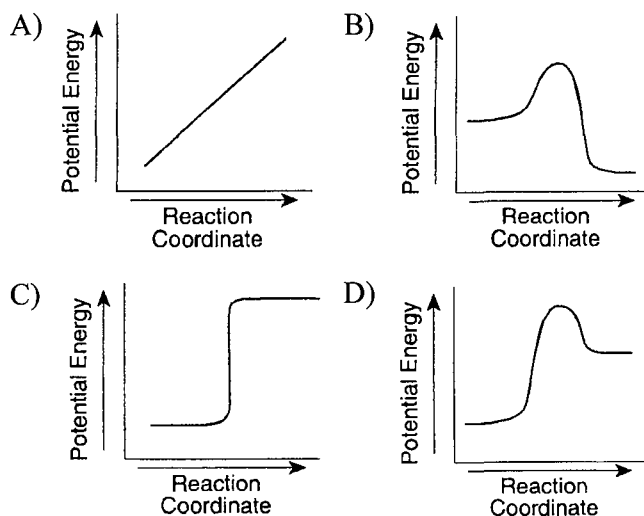 A)
Potential Energy
Reaction
Coordinate
B)
Potential Energy
Reaction
Coordinate
C)
Potential Energy
Reaction
Coordinate
D)
Potential Energy
Reaction
Coordinate